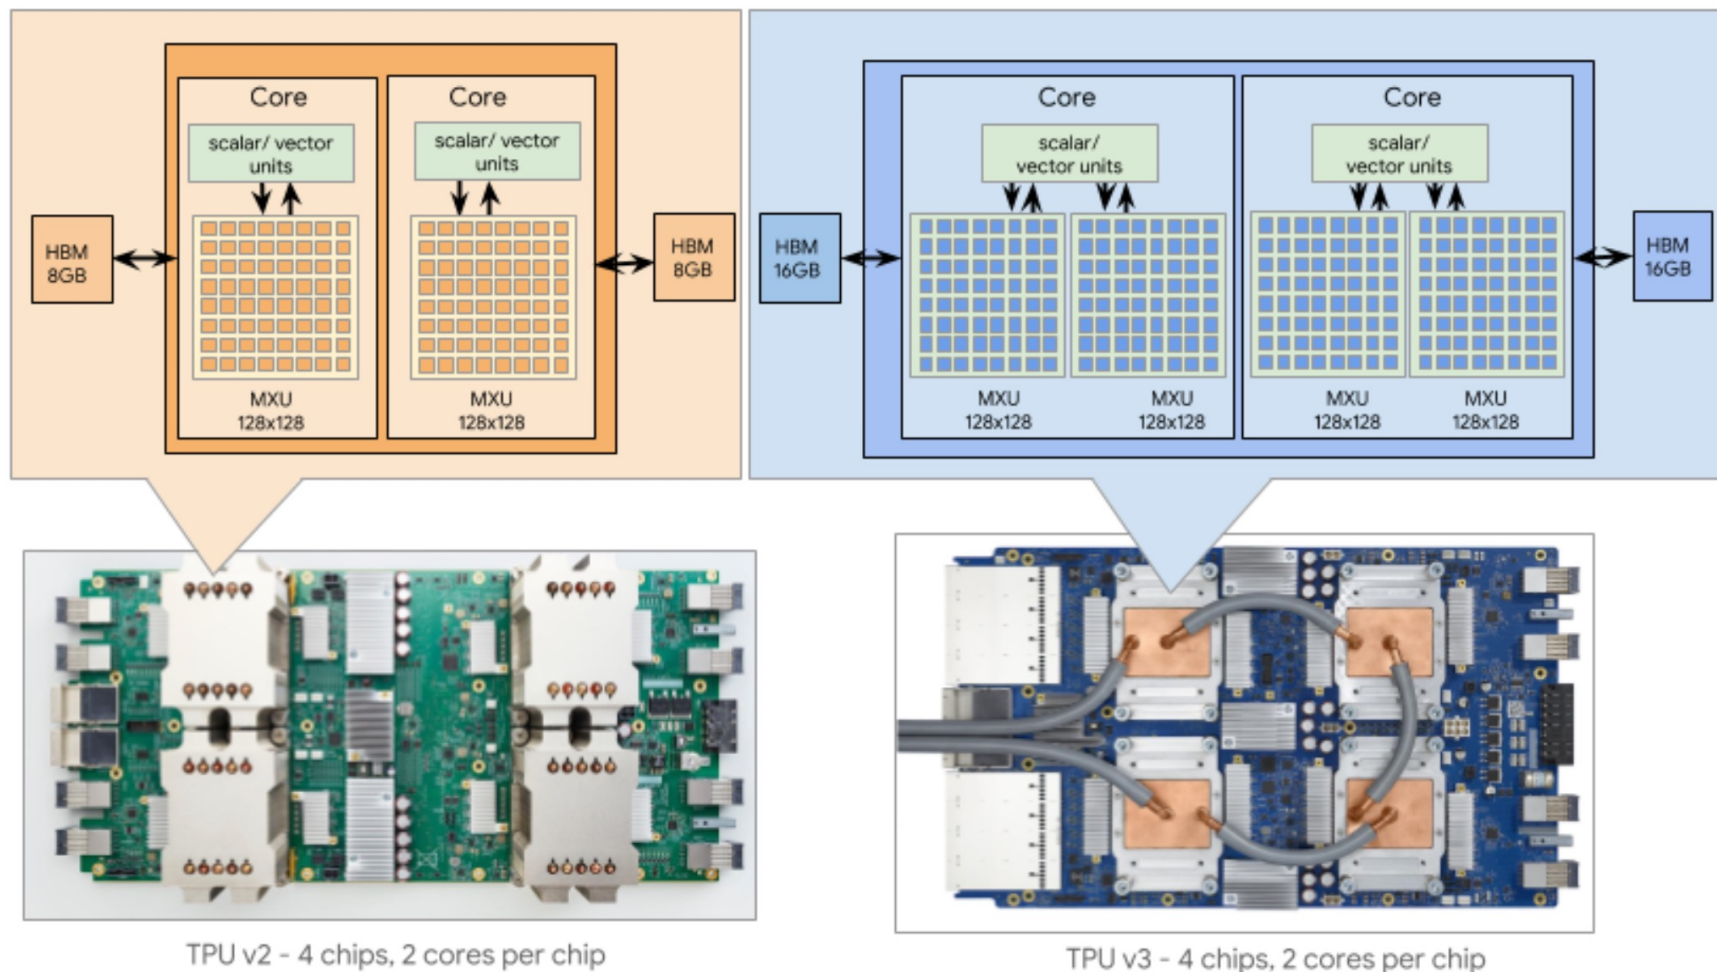 Core
scalar/ vector
units
MXU
128x128
Core
scalar/ vector
units
MXU
128x128
HBM
8GB
HBM
8GB
Core
scalar/
vector units
MXU
128x128
MXU
128x128
Core
scalar/
vector units
MXU
128x128
MXU
128x128
HBM
16GB
HBM
16GB
TPU v2 - 4 chips, 2 cores per chip
TPU v3 - 4 chips, 2 cores per chip